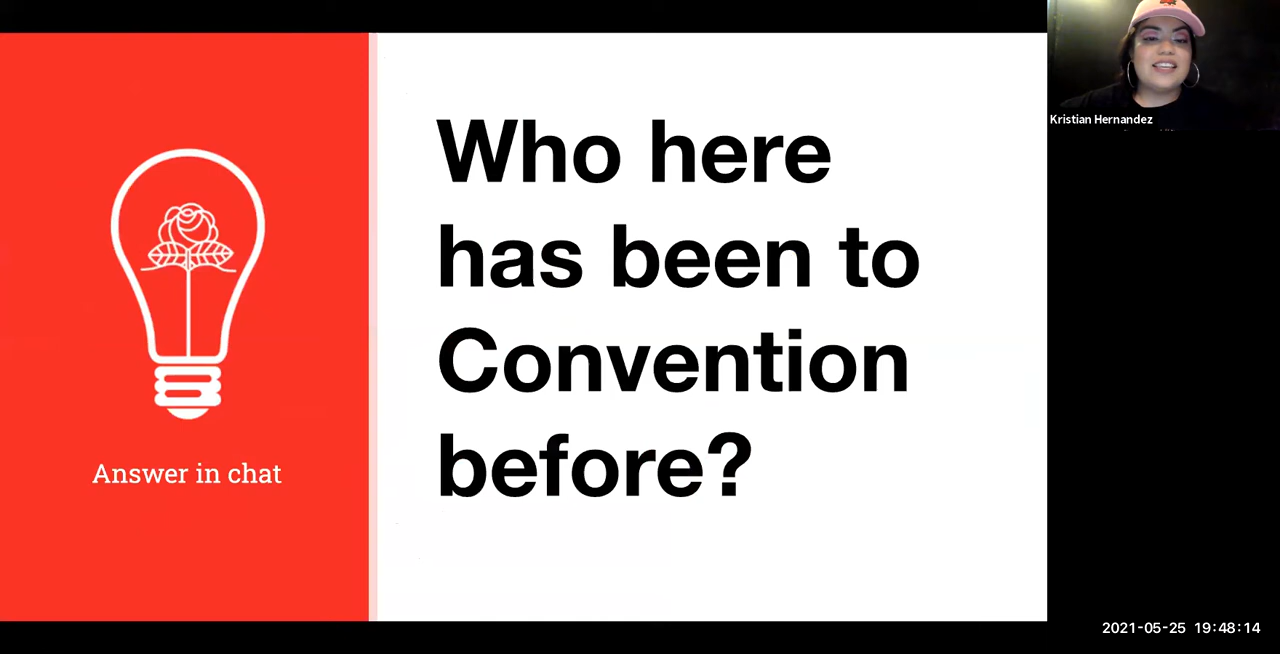 Who here
has been to
Convention
before?
Answer in chat
Kristian Hernandez
2021-05-25 19:48:14